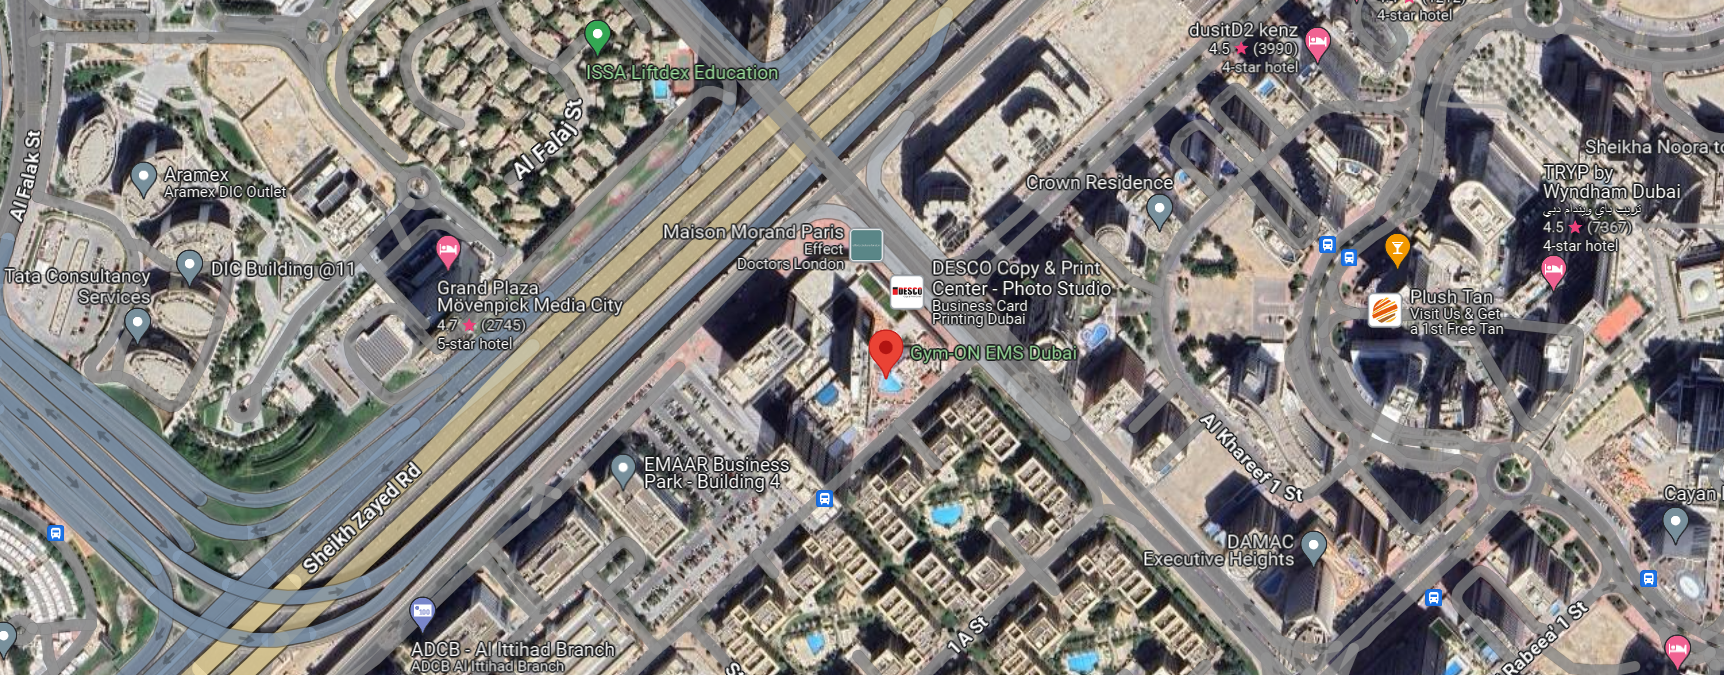 4-star hotel
dusitD2 kenz
4.5 ★ (3990)
4-star hotel
ISSA Liftdex Education
Al Falaj St
Al Falak St
Aramex
Aramex DIC Outlet
Sheikha Noora to
Crown Residence
TRYP by
Wyndham Dubai
تريب باي ويندام دبي
4.5 ★ (7367)
4-star hotel
Maison Morand Paris
Effect
Doctors London
DIC Building @11
Tata Consultancy
Services
Grand Plaza
Mövenpick Media City
4.7 ★ (2745)
5-star hotel
DESCO
DESCO Copy & Print
Center - Photo Studio
Business Card
Printing Dubai
Plush Tan
Visit Us & Get
a 1st Free Tan
Gym-ON EMS Dubai
Al Khareef 1 St
EMAAR Business
Park - Building 4
Sheikh Zayed Rd
Cayan
DAMAC
Executive Heights
ADCB - Al Ittihad Branch
ADCB Al Ittihad Branch
1A St
Rabeea' 1 St